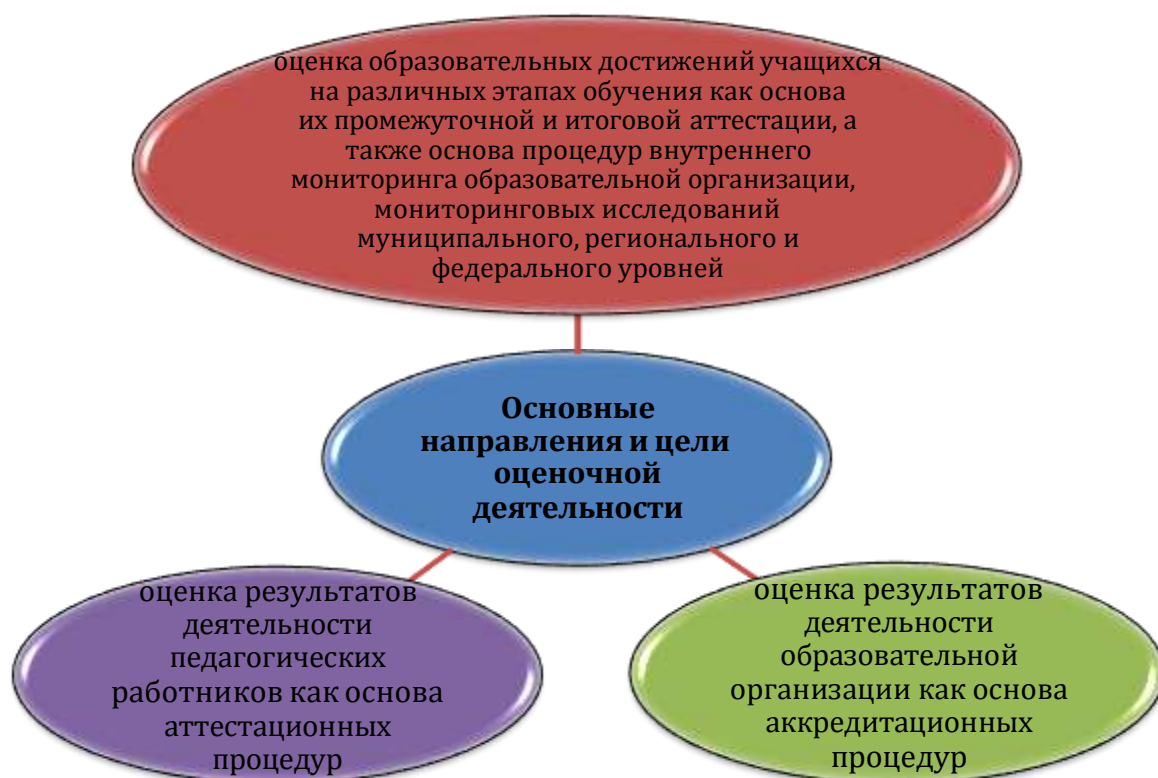 оценка образовательных достижений учащихся
на различных этапах обучения как основа
их промежуточной и итоговой аттестации, а
также основа процедур внутреннего
мониторинга образовательной организации,
мониторинговых исследований
муниципального, регионального и
федерального уровней
Основные
направления и цели
оценочной
деятельности
оценка результатов
деятельности
педагогических
работников как основа
аттестационных
процедур
оценка результатов
деятельности
образовательной
организации как основа
аккредитационных
процедур